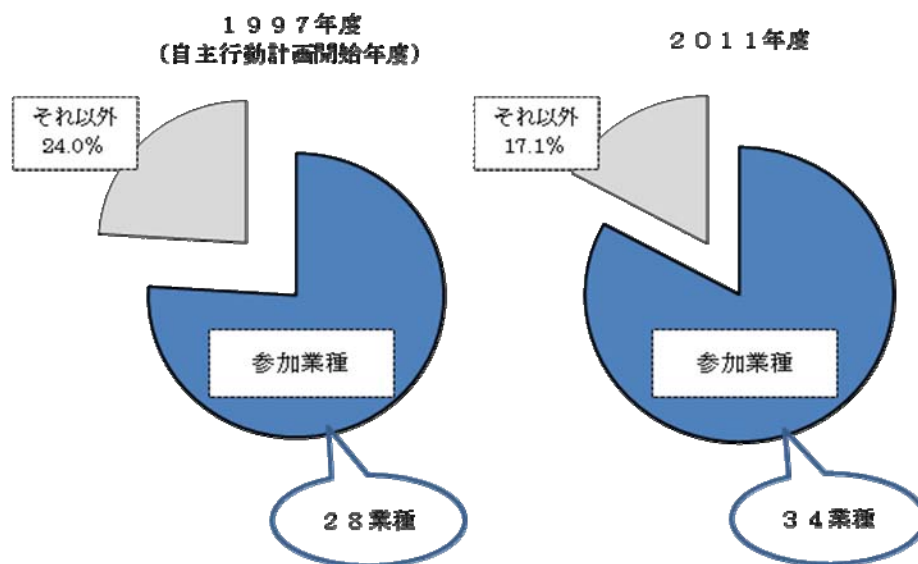 １９９７年度
（自主行動計画開始年度）
それ以外
24.0%
参加業種
２８業種
２０１１年度
それ以外
17.1%
参加業種
３４業種